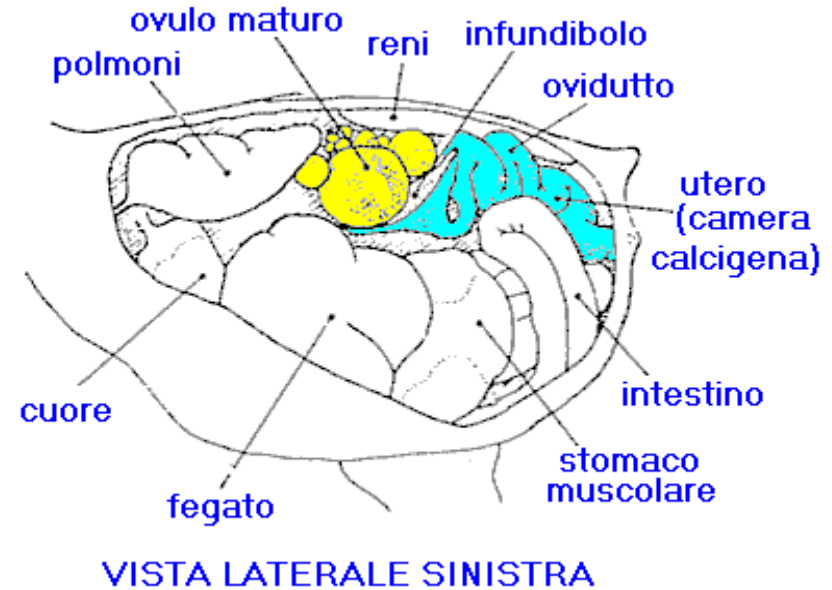 ovulo maturo
reni
infundibolo
polmoni
ovidutto
utero
(camera
calcigena)
cuore
intestino
stomaco
muscolare
fegato
VISTA LATERALE SINISTRA